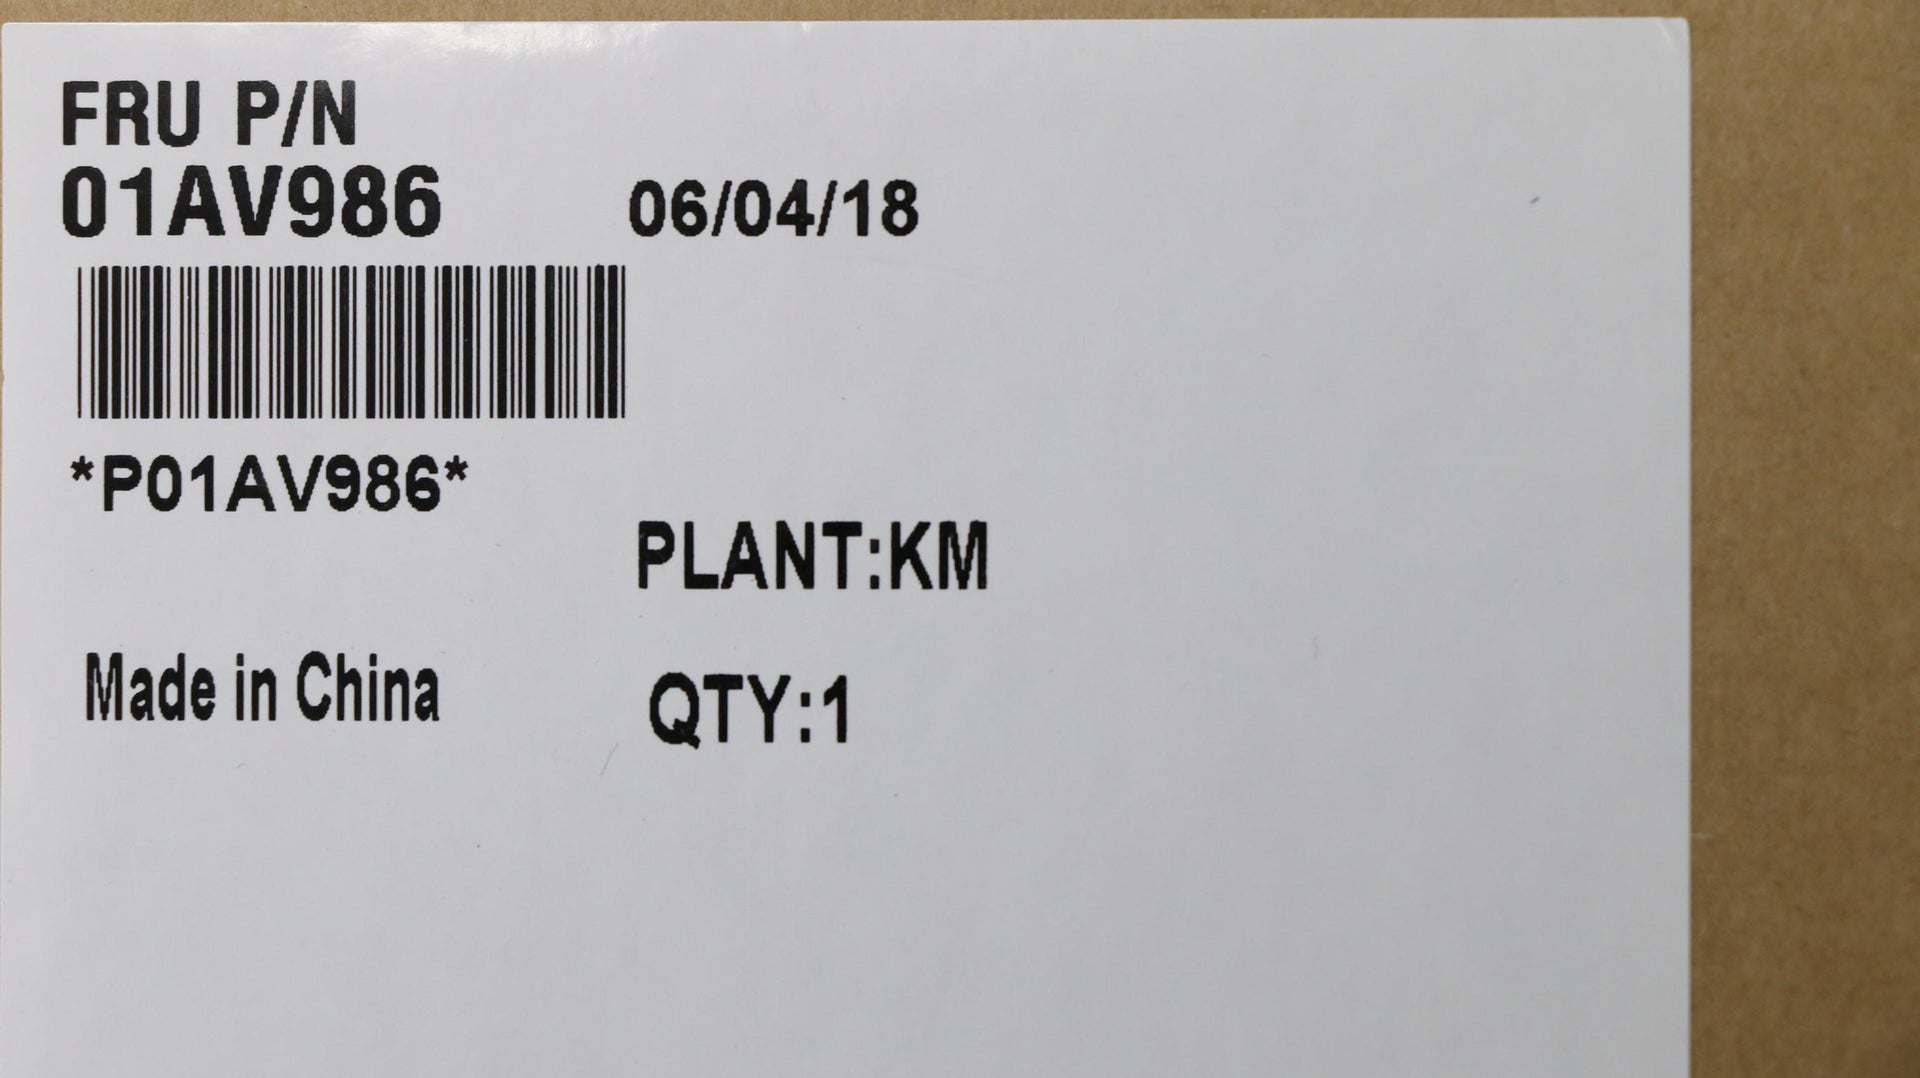 FRU P/N
01AV986 06/04/18
*P01AV986*
PLANT:KM
Made in China QTY:1